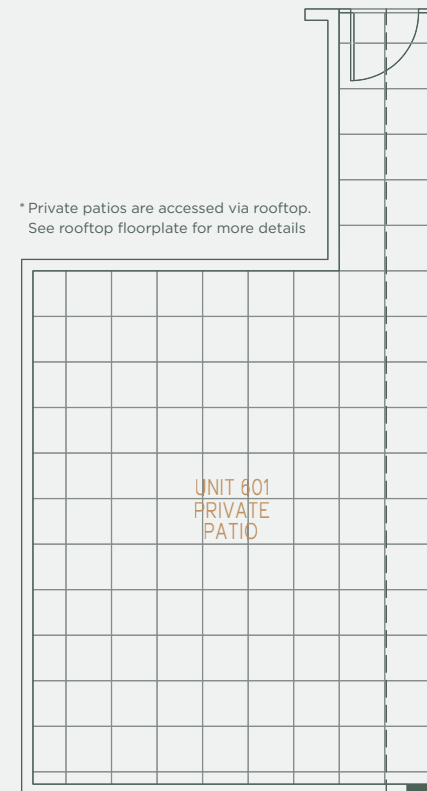 * Private patios are accessed via rooftop.
See rooftop floorplate for more details
UNIT 601
PRIVATE
PATIO